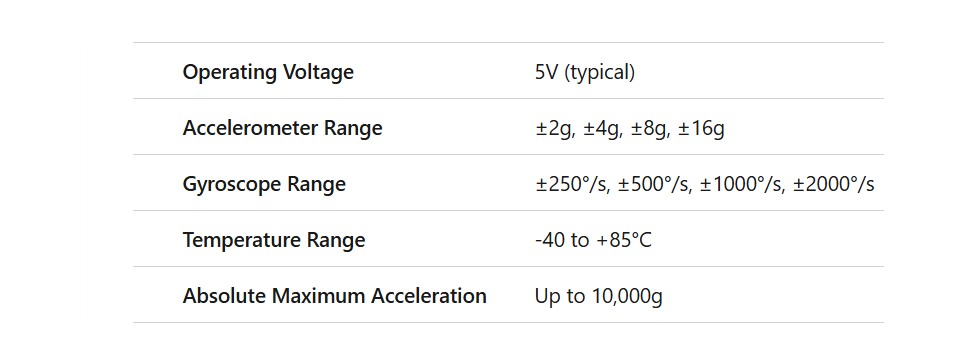 Operating Voltage 5V (typical)
Accelerometer Range ±2g, ±4g, ±8g, ±16g
Gyroscope Range ±250°/s, ±500°/s, ±1000°/s, ±2000°/s
Temperature Range -40 to +85°C
Absolute Maximum Acceleration Up to 10,000g